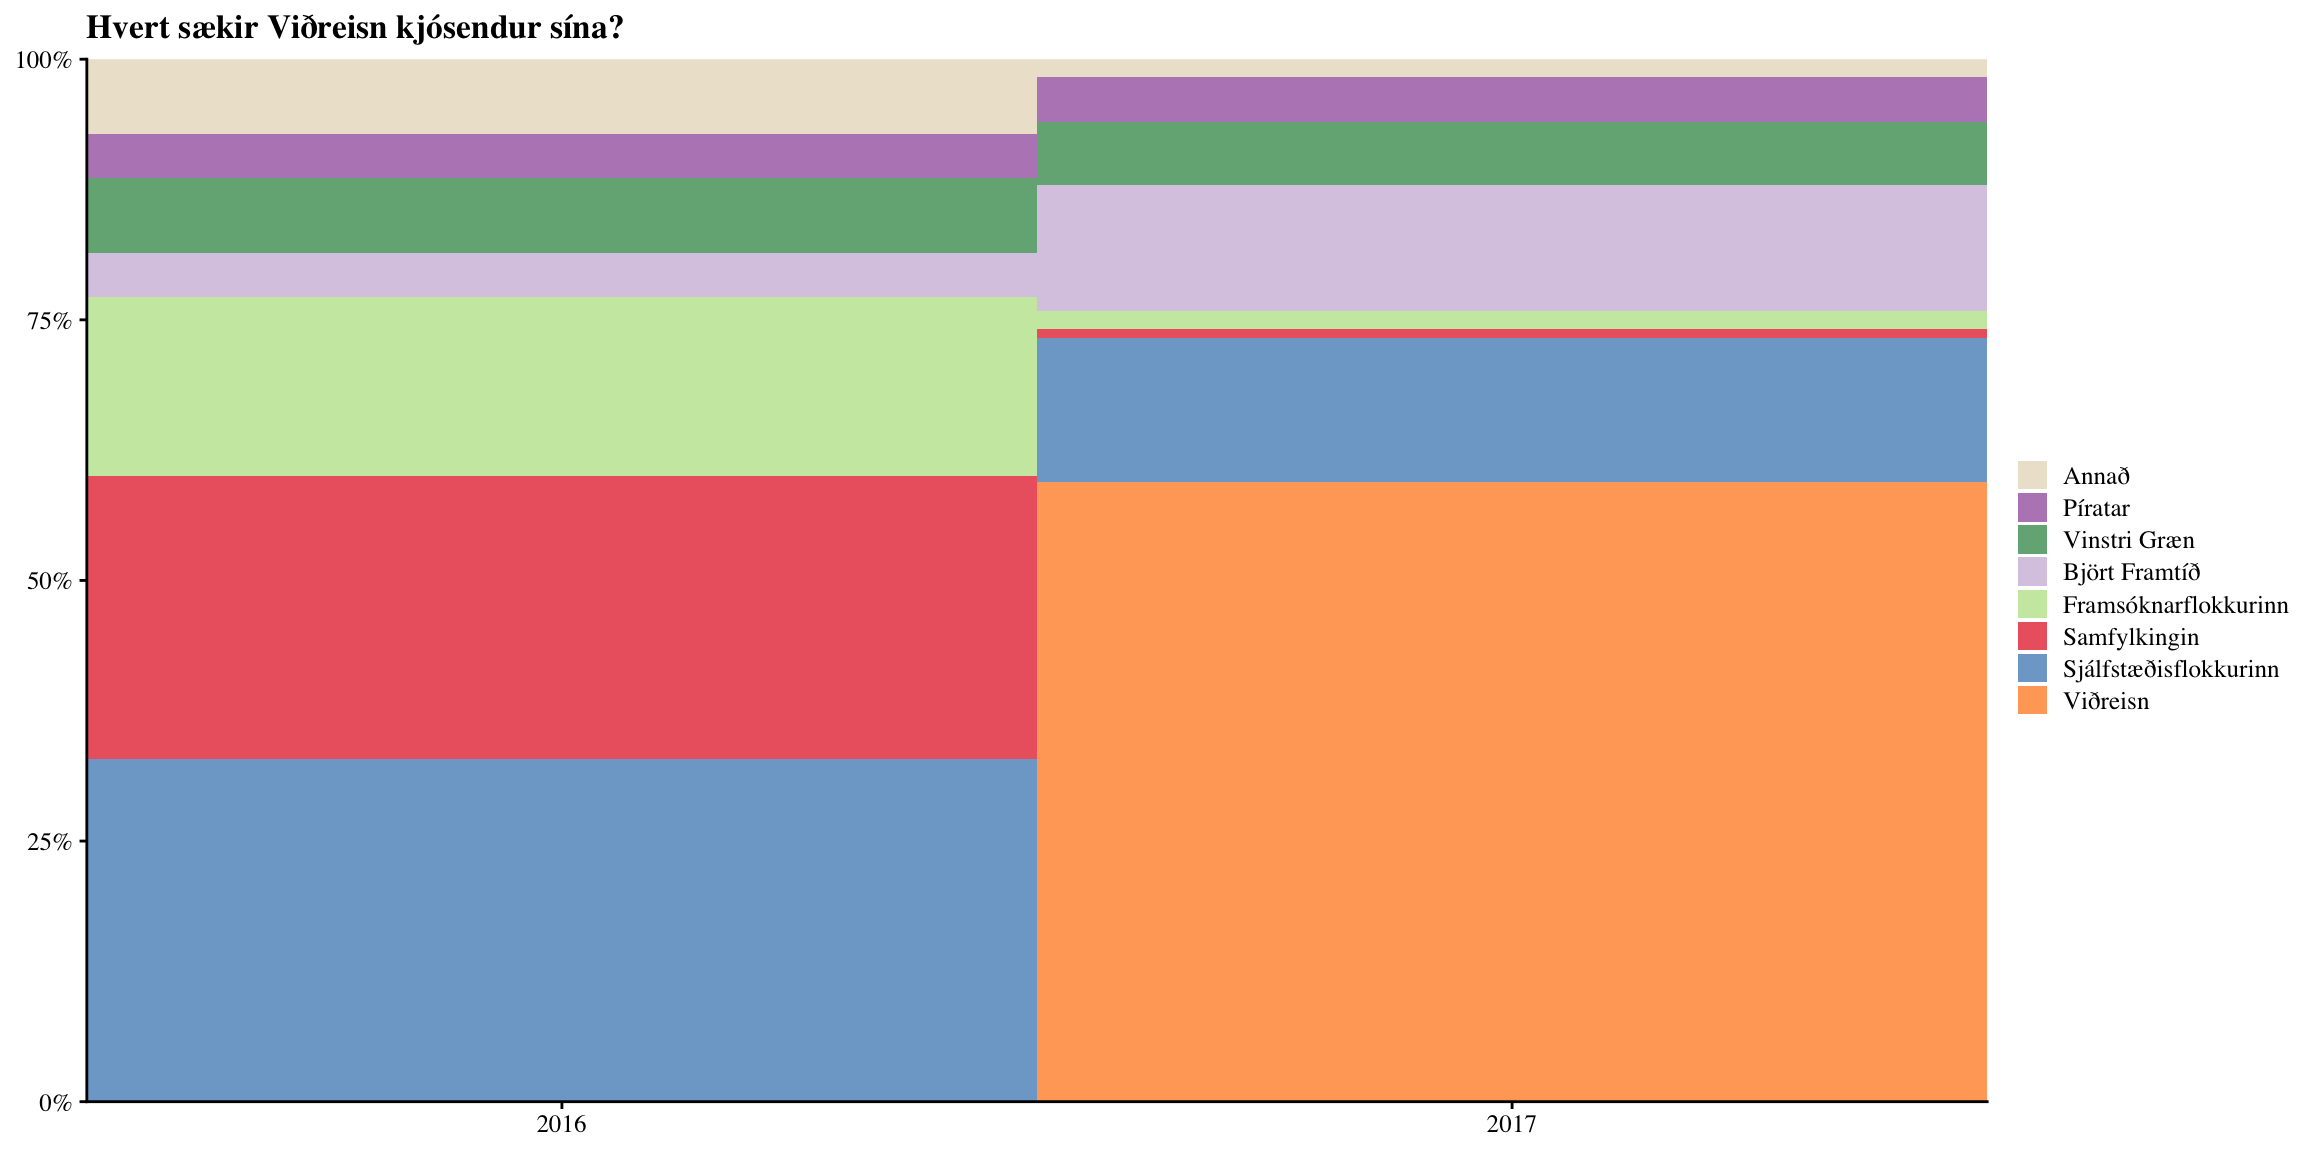 Hvert sækir Viðreisn kjósendur sína?
100%
75%
50%
25%
0%
2016
2017
Annað
Píratar
Vinstri Græn
Björt Framtíð
Framsóknarflokkurinn
Samfylkingin
Sjálfstæðisflokkurinn
Viðreisn